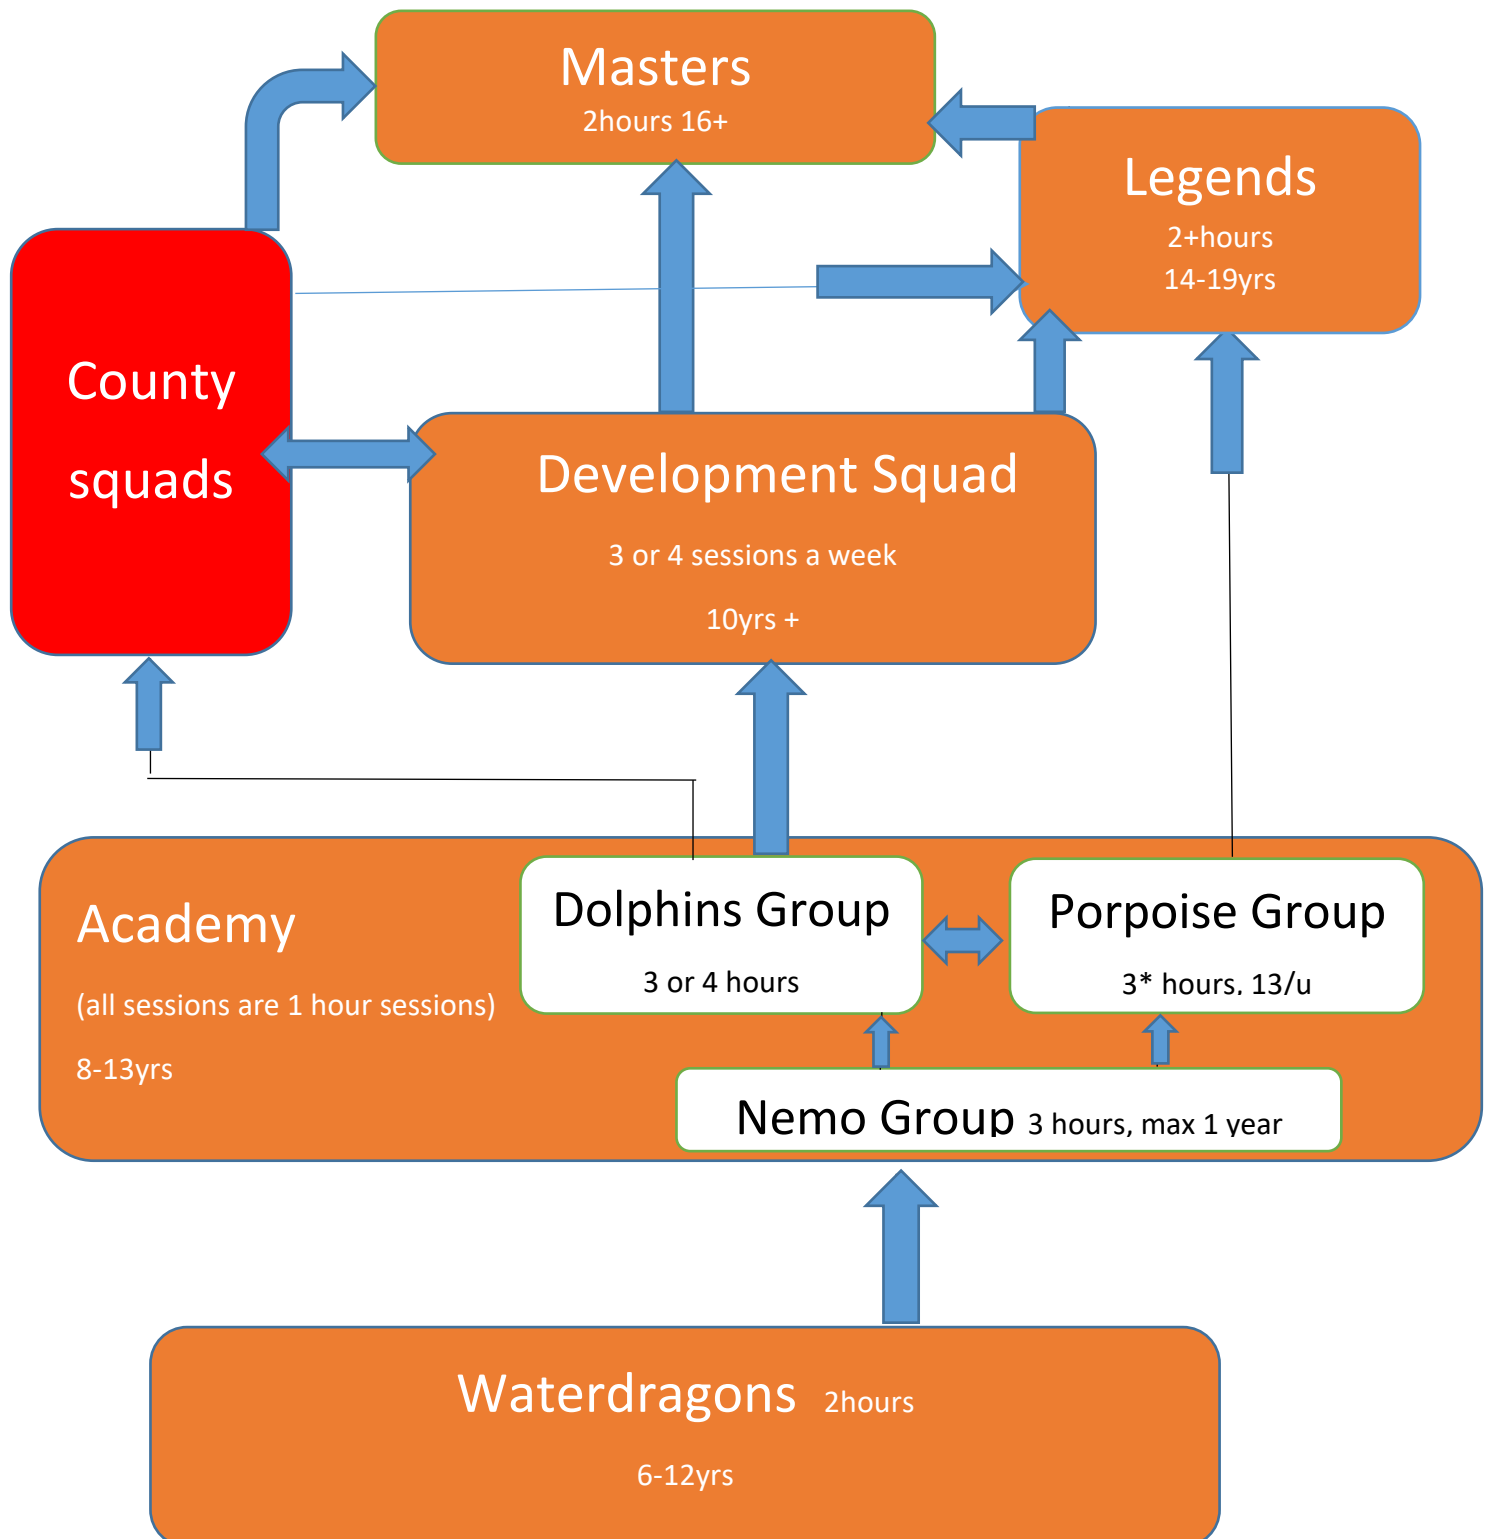 Masters
2hours 16+
Legends
2+hours
14-19yrs
County
squads
Development Squad
3 or 4 sessions a week
10yrs +
Academy
(all sessions are 1 hour sessions)
8-13yrs
Dolphins Group
3 or 4 hours
Porpoise Group
3* hours. 13/u
Nemo Group 3 hours, max 1 year
Waterdragons 2hours
6-12yrs